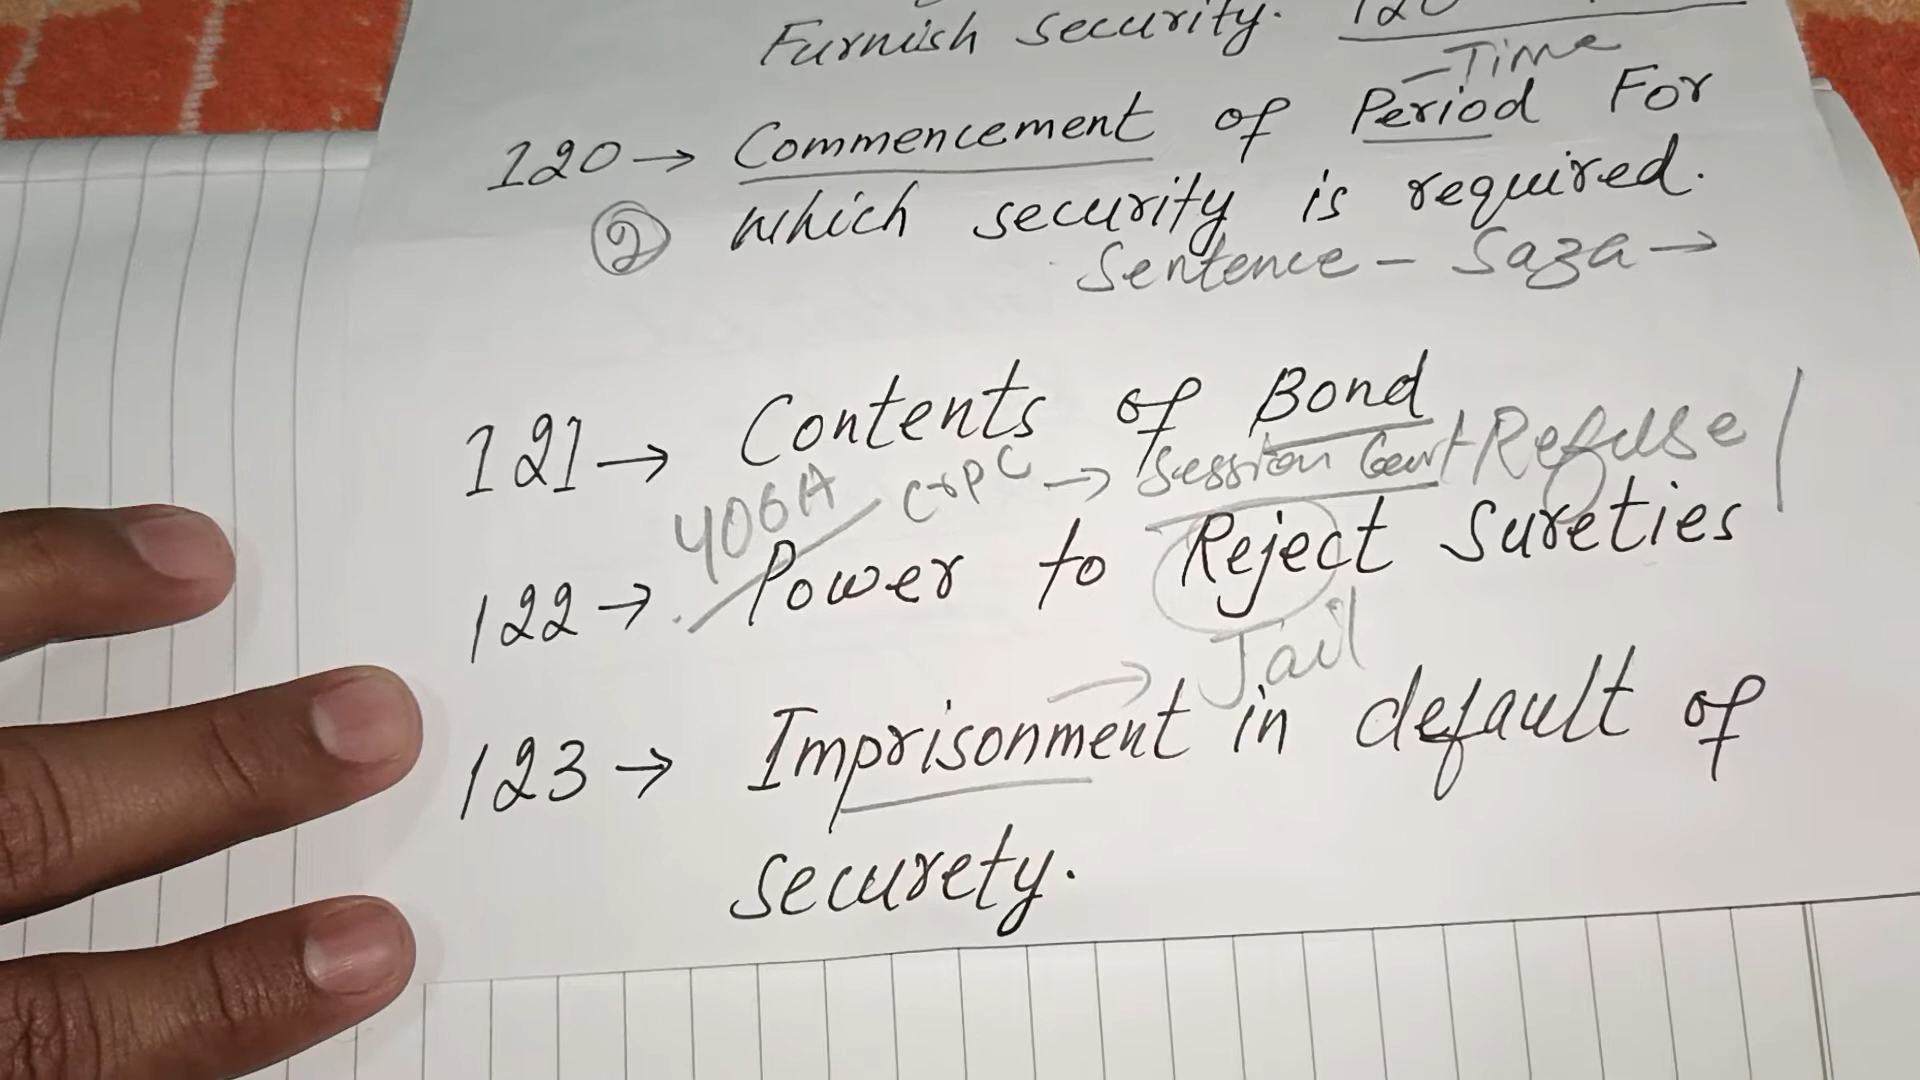 Furnish security. 120
- Time
120 → Commencement of Period For
② which security is required.
Sentence - Saza →
121 → Contents of Bond
406A CrPC → Session Court Refuse
122 → Power to Reject Sureties
→ Jail
123 → Imprisonment in default of
securety.